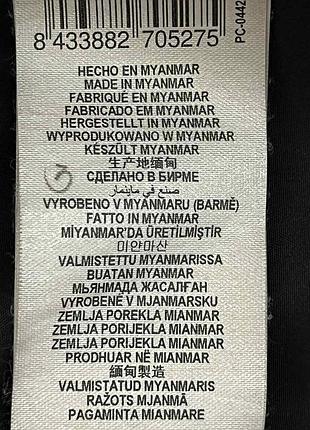 8 433882 705275
PC-0442
HECHO EN MYANMAR
MADE IN MYANMAR
FABRIQUÉ EN MYANMAR
FABRICADO EM MYANMAR
HERGESTELLT IN MYANMAR
WYPRODUKOWANO W MYANMAR
KÉSZÜLT MYANMAR
生产地缅甸
СДЕЛАНО В БИРМЕ
صنع في ماينمار
VYROBENO V MYANMARU (BARMĚ)
FATTO IN MYANMAR
MİYANMAR'DA ÜRETİLMİŞTİR
미얀마산
VALMISTETTU MYANMARISSA
BUATAN MYANMAR
МЬЯНМАДА ЖАСАЛҒАН
VYROBENÉ V MJANMARSKU
ZEMLJA POREKLA MIANMAR
ZEMLJA PORIJEKLA MIANMAR
ZEMLJA PORIJEKLA MIANMAR
PRODHUAR NË MIANMAR
緬甸製造
VALMISTATUD MYANMARIS
RAŽOTS MJANMĀ
PAGAMINTA MIANMARE